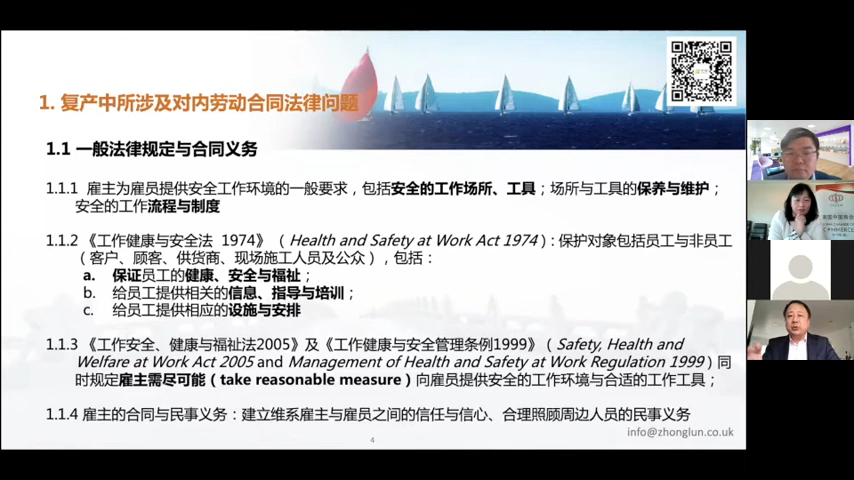 1. 复产中所涉及对内劳动合同法律问题
1.1 一般法律规定与合同义务
1.1.1 雇主为雇员提供安全工作环境的一般要求，包括安全的工作场所、工具；场所与工具的保养与维护；
安全的工作流程与制度
1.1.2 《工作健康与安全法 1974》（Health and Safety at Work Act 1974）: 保护对象包括员工与非员工
（客户、顾客、供货商、现场施工人员及公众），包括：
a. 保证员工的健康、安全与福祉；
b. 给员工提供相关的信息、指导与培训；
c. 给员工提供相应的设施与安排
1.1.3 《工作安全、健康与福祉法2005》及《工作健康与安全管理条例1999》（Safety, Health and
Welfare at Work Act 2005 and Management of Health and Safety at Work Regulation 1999）同
时规定雇主需尽可能（take reasonable measure）向雇员提供安全的工作环境与合适的工作工具；
1.1.4 雇主的合同与民事义务：建立维系雇主与雇员之间的信任与信心、合理照顾周边人员的民事义务
info@zhonglun.co.uk
4
英国中国商会